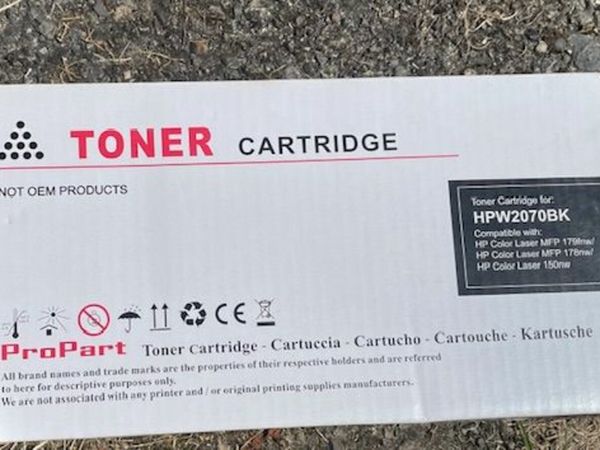 TONER CARTRIDGE
NOT OEM PRODUCTS
Toner Cartridge for:
HPW2070BK
Compatible with:
HP Color Laser MFP 179fnw/
HP Color Laser MFP 178nw/
HP Color Laser 150nw
CE
ProPart Toner Cartridge - Cartuccia - Cartucho - Cartouche - Kartusche
All brand names and trade marks are the properties of their respective holders and are referred
to here for descriptive purposes only.
We are not associated with any printer and / or original printing supplies manufacturers.